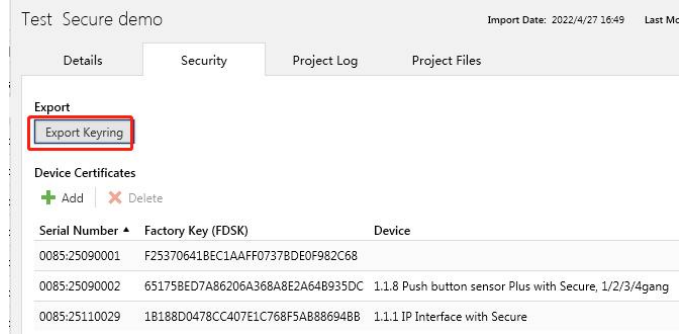 Test Secure demo
Import Date: 2022/4/27 16:49 Last Mo
Details Security Project Log Project Files
Export
Export Keyring
Device Certificates
Add Delete
Serial Number Factory Key (FDSK) Device
0085:25090001 F25370641BEC1AAFF0737BDE0F982C68
0085:25090002 65175BED7A86206A368A8E2A64B935DC 1.1.8 Push button sensor Plus with Secure, 1/2/3/4gang
0085:25110029 1B188D0478CC407E1C768F5AB88694BB 1.1.1 IP Interface with Secure